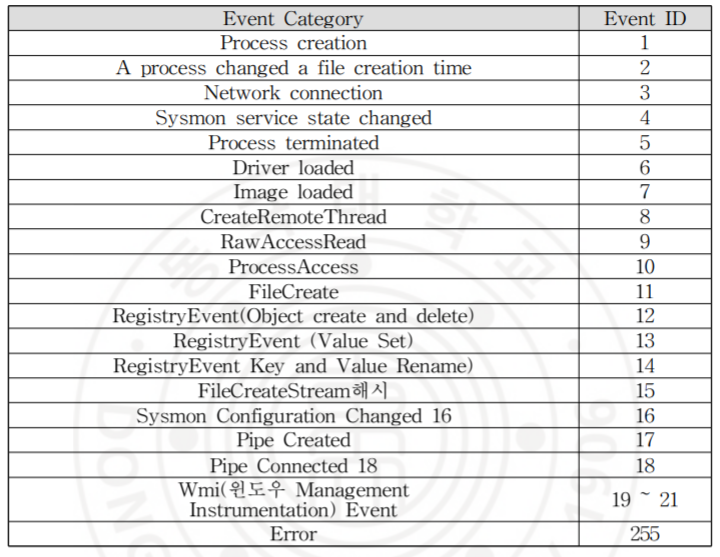 Event Category Event ID
Process creation 1
A process changed a file creation time 2
Network connection 3
Sysmon service state changed 4
Process terminated 5
Driver loaded 6
Image loaded 7
CreateRemoteThread 8
RawAccessRead 9
ProcessAccess 10
FileCreate 11
RegistryEvent(Object create and delete) 12
RegistryEvent (Value Set) 13
RegistryEvent Key and Value Rename) 14
FileCreateStream해시 15
Sysmon Configuration Changed 16 16
Pipe Created 17
Pipe Connected 18 18
Wmi(윈도우 Management
Instrumentation) Event 19 ~ 21
Error 255